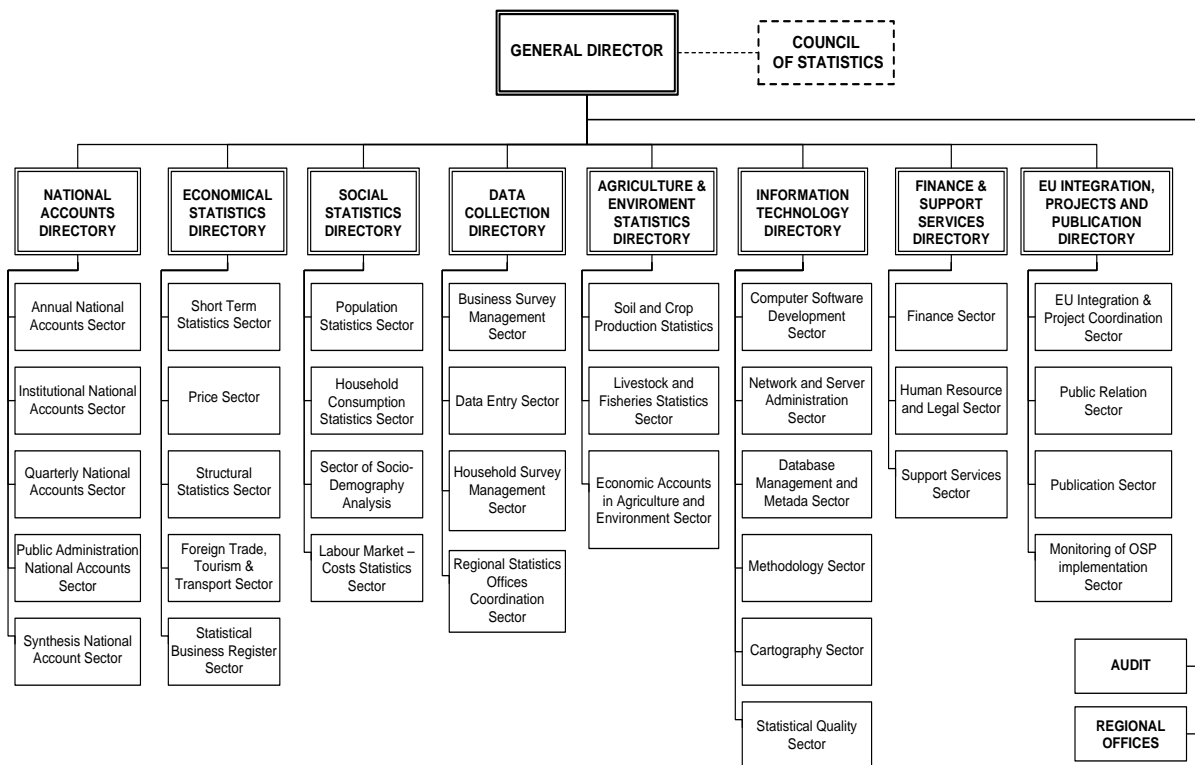 GENERAL DIRECTOR
COUNCIL
OF STATISTICS
NATIONAL
ACCOUNTS
DIRECTORY
ECONOMICAL
STATISTICS
DIRECTORY
SOCIAL
STATISTICS
DIRECTORY
DATA
COLLECTION
DIRECTORY
AGRICULTURE &
ENVIROMENT
STATISTICS
DIRECTORY
INFORMATION
TECHNOLOGY
DIRECTORY
FINANCE &
SUPPORT
SERVICES
DIRECTORY
EU INTEGRATION,
PROJECTS AND
PUBLICATION
DIRECTORY
Annual National
Accounts Sector
Institutional National
Accounts Sector
Quarterly National
Accounts Sector
Public Administration
National Accounts
Sector
Synthesis National
Account Sector
Short Term
Statistics Sector
Price Sector
Structural
Statistics Sector
Foreign Trade,
Tourism &
Transport Sector
Statistical
Business Register
Sector
Population
Statistics Sector
Household
Consumption
Statistics Sector
Sector of Socio-
Demography
Analysis
Labour Market –
Costs Statistics
Sector
Business Survey
Management
Sector
Data Entry Sector
Household Survey
Management
Sector
Regional Statistics
Offices
Coordination
Sector
Soil and Crop
Production Statistics
Livestock and
Fisheries Statistics
Sector
Economic Accounts
in Agriculture and
Environment Sector
Computer Software
Development
Sector
Network and Server
Administration
Sector
Database
Management and
Metada Sector
Methodology Sector
Cartography Sector
Statistical Quality
Sector
Finance Sector
Human Resource
and Legal Sector
Support Services
Sector
EU Integration &
Project Coordination
Sector
Public Relation
Sector
Publication Sector
Monitoring of OSP
implementation
Sector
AUDIT
REGIONAL
OFFICES